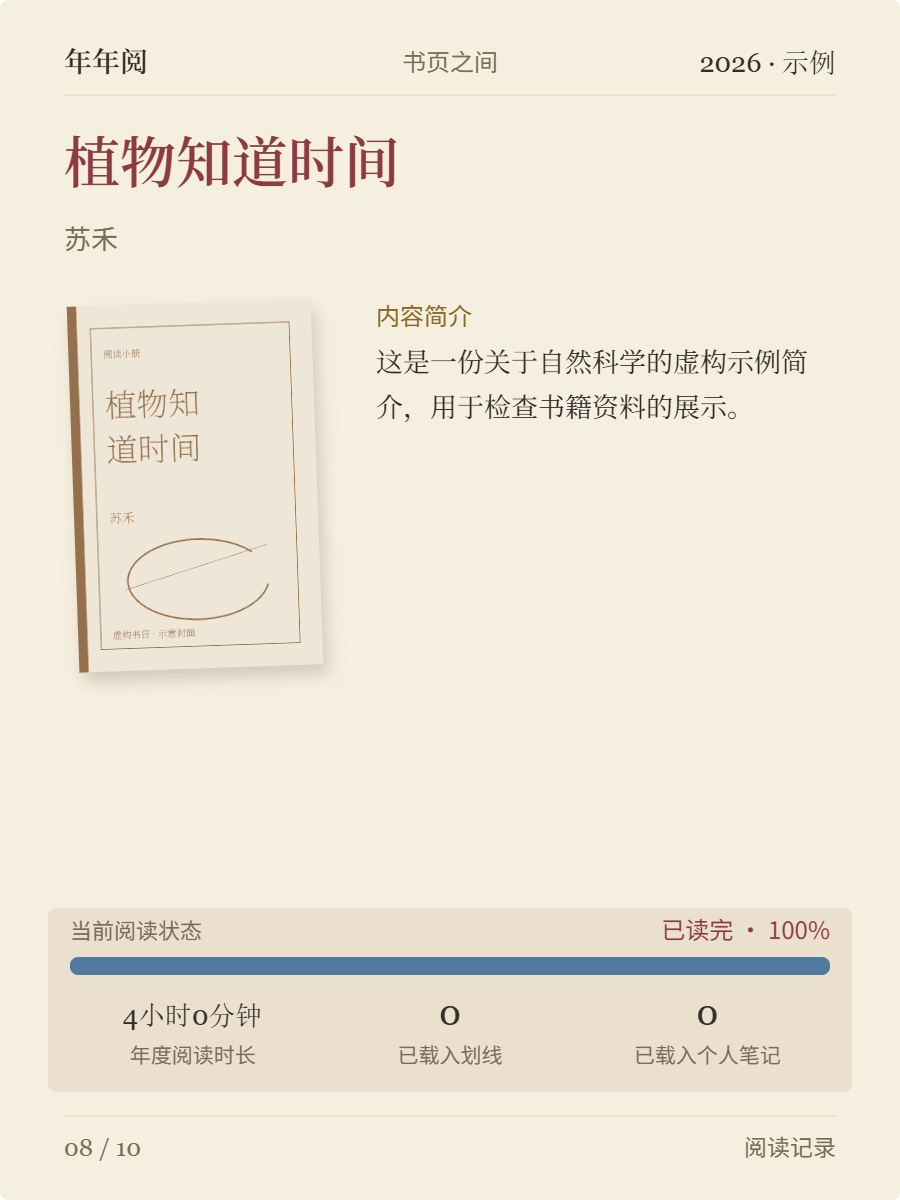 年年阅
书页之间
2026 · 示例
植物知道时间
苏禾
阅读小册
植物知
道时间
苏禾
虚构书目 · 示意封面
内容简介
这是一份关于自然科学的虚构示例简
介，用于检查书籍资料的展示。
当前阅读状态
已读完 · 100%
4小时0分钟
年度阅读时长
0
已载入划线
0
已载入个人笔记
08 / 10
阅读记录